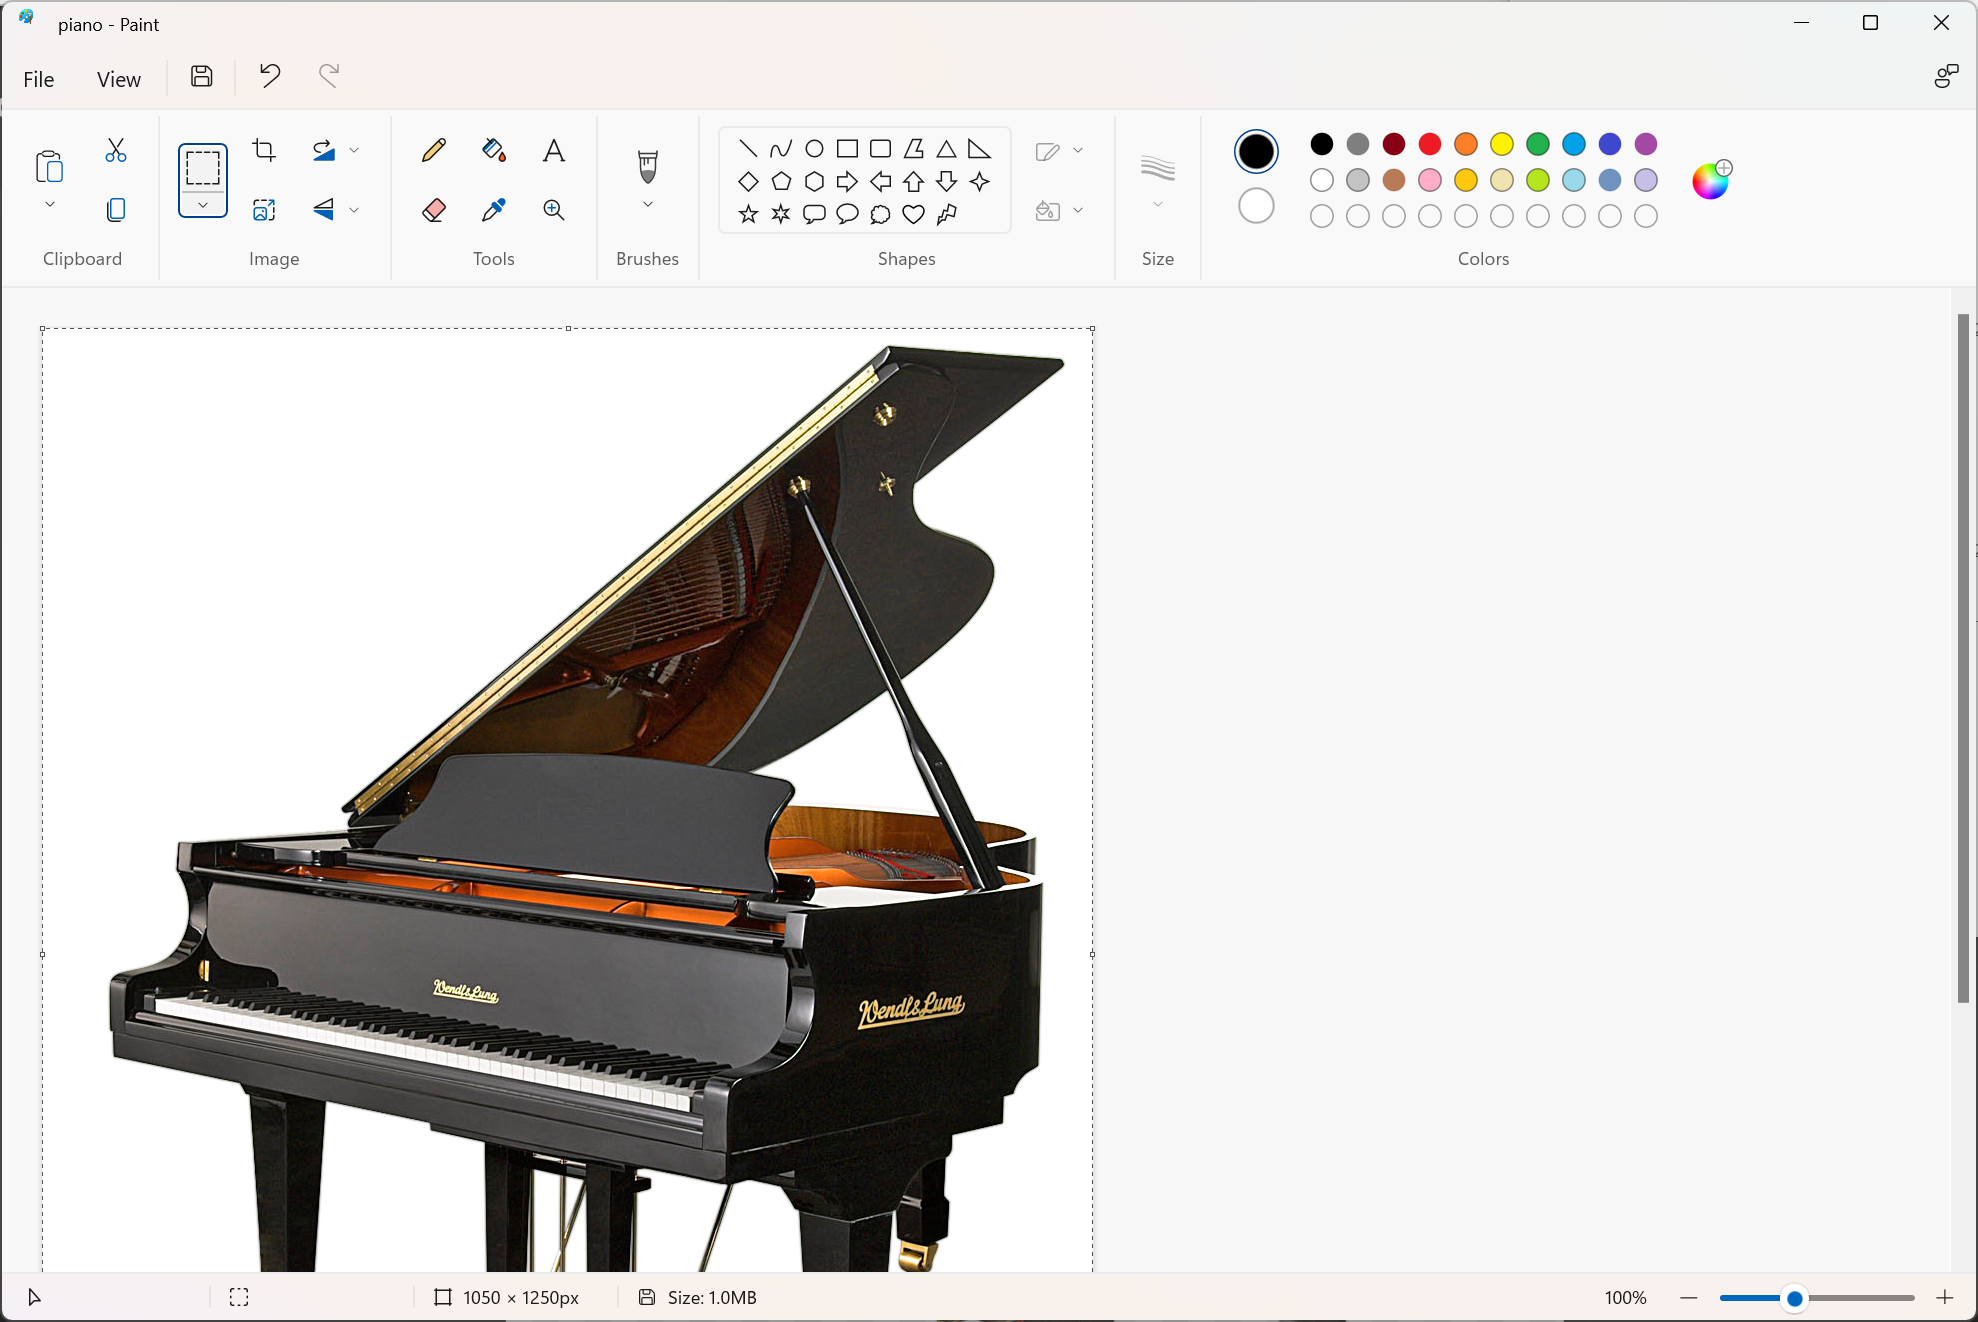 piano - Paint
File View
Clipboard
Image
Tools
Brushes
Shapes
Size
Colors
Wendl&Lung
Wendl&Lung
1050 × 1250px
Size: 1.0MB
100%